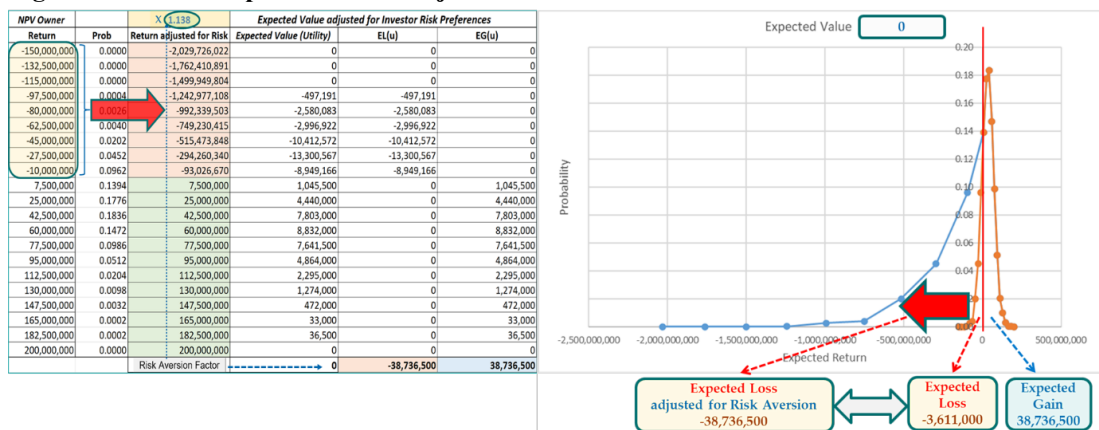 NPV Owner X 1.138 Expected Value adjusted for Investor Risk Preferences
Return Prob Return adjusted for Risk Expected Value (Utility) EL(u) EG(u)
-150,000,000 0.0000 -2,029,726,022 0 0 0
-132,500,000 0.0000 -1,762,410,891 0 0 0
-115,000,000 0.0000 -1,499,949,804 0 0 0
-97,500,000 0.0004 -1,242,977,108 -497,191 -497,191 0
-80,000,000 0.0026 -992,339,503 -2,580,083 -2,580,083 0
-62,500,000 0.0040 -749,230,415 -2,996,922 -2,996,922 0
-45,000,000 0.0202 -515,473,848 -10,412,572 -10,412,572 0
-27,500,000 0.0452 -294,260,340 -13,300,567 -13,300,567 0
-10,000,000 0.0962 -93,026,670 -8,949,166 -8,949,166 0
7,500,000 0.1394 7,500,000 1,045,500 0 1,045,500
25,000,000 0.1776 25,000,000 4,440,000 0 4,440,000
42,500,000 0.1836 42,500,000 7,803,000 0 7,803,000
60,000,000 0.1472 60,000,000 8,832,000 0 8,832,000
77,500,000 0.0986 77,500,000 7,641,500 0 7,641,500
95,000,000 0.0512 95,000,000 4,864,000 0 4,864,000
112,500,000 0.0204 112,500,000 2,295,000 0 2,295,000
130,000,000 0.0098 130,000,000 1,274,000 0 1,274,000
147,500,000 0.0032 147,500,000 472,000 0 472,000
165,000,000 0.0002 165,000,000 33,000 0 33,000
182,500,000 0.0002 182,500,000 36,500 0 36,500
200,000,000 0.0000 200,000,000 0 0 0
Risk Aversion Factor 0 -38,736,500 38,736,500
Expected Value 0
Probability
0.20
0.18
0.16
0.14
0.12
0.10
0.08
0.06
0.04
-2,500,000,000 -2,000,000,000 -1,500,000,000 -1,000,000,000 -500,000,000 0 500,000,000
Expected Return
Expected Loss
adjusted for Risk Aversion
-38,736,500
Expected
Loss
-3,611,000
Expected
Gain
38,736,500